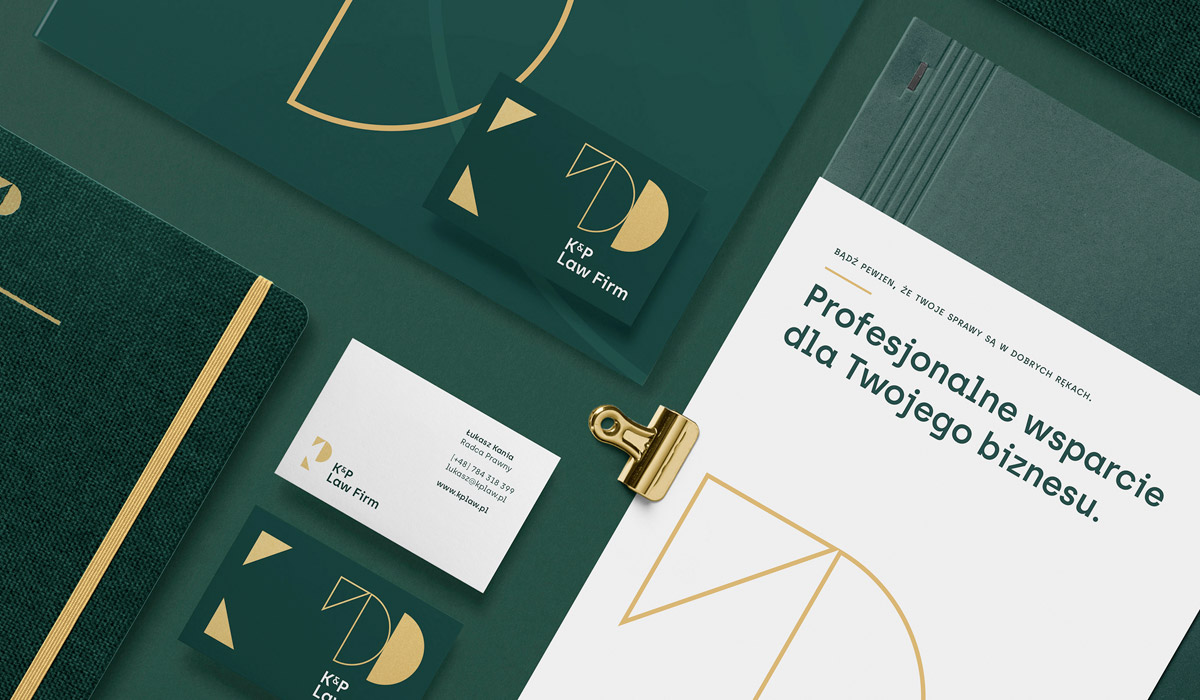 K&P
Law Firm
BĄDŹ PEWIEN, ŻE TWOJE SPRAWY SĄ W DOBRYCH RĘKACH.
Profesjonalne wsparcie
dla Twojego biznesu.
Łukasz Kania
Radca Prawny
(+48) 784 318 399
lukasz@kplaw.pl
www.kplaw.pl
K&P
Law Firm
K&P
Law